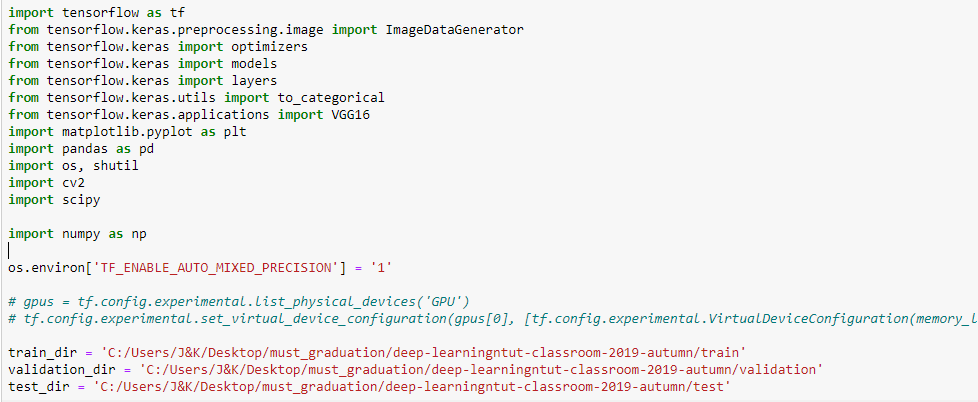 import tensorflow as tf
from tensorflow.keras.preprocessing.image import ImageDataGenerator
from tensorflow.keras import optimizers
from tensorflow.keras import models
from tensorflow.keras import layers
from tensorflow.keras.utils import to_categorical
from tensorflow.keras.applications import VGG16
import matplotlib.pyplot as plt
import pandas as pd
import os, shutil
import cv2
import scipy
import numpy as np
os.environ['TF_ENABLE_AUTO_MIXED_PRECISION'] = '1'
# gpus = tf.config.experimental.list_physical_devices('GPU')
# tf.config.experimental.set_virtual_device_configuration(gpus[0], [tf.config.experimental.VirtualDeviceConfiguration(memory_l
train_dir = 'C:/Users/J&K/Desktop/must_graduation/deep-learningntut-classroom-2019-autumn/train'
validation_dir = 'C:/Users/J&K/Desktop/must_graduation/deep-learningntut-classroom-2019-autumn/validation'
test_dir = 'C:/Users/J&K/Desktop/must_graduation/deep-learningntut-classroom-2019-autumn/test'